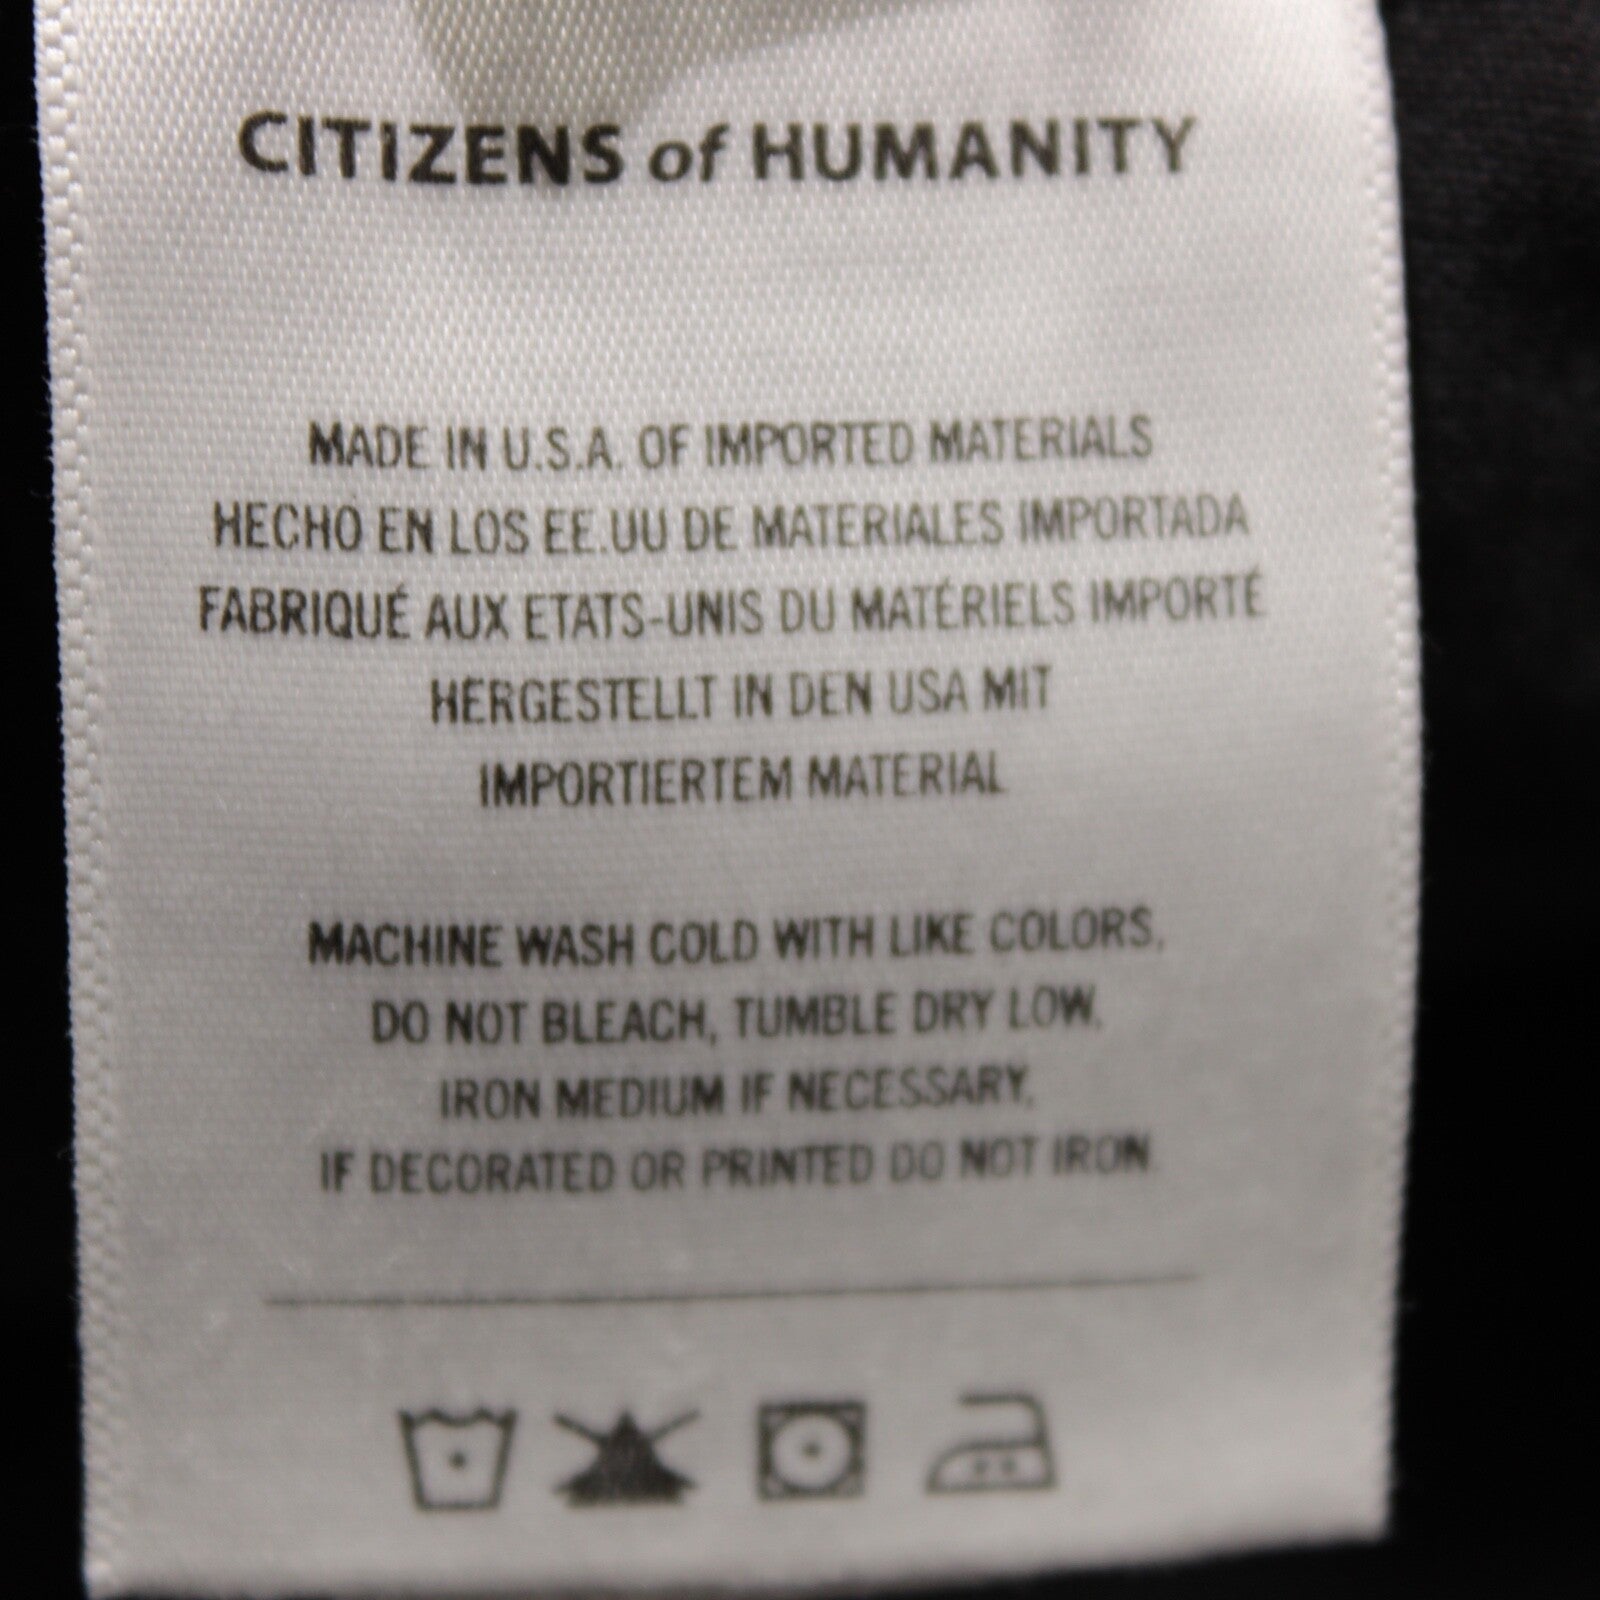 CITIZENS of HUMANITY
MADE IN U.S.A. OF IMPORTED MATERIALS
HECHO EN LOS EE.UU DE MATERIALES IMPORTADA
FABRIQUÉ AUX ETATS-UNIS DU MATÉRIELS IMPORTÉ
HERGESTELLT IN DEN USA MIT
IMPORTIERTEM MATERIAL
MACHINE WASH COLD WITH LIKE COLORS,
DO NOT BLEACH, TUMBLE DRY LOW,
IRON MEDIUM IF NECESSARY,
IF DECORATED OR PRINTED DO NOT IRON.